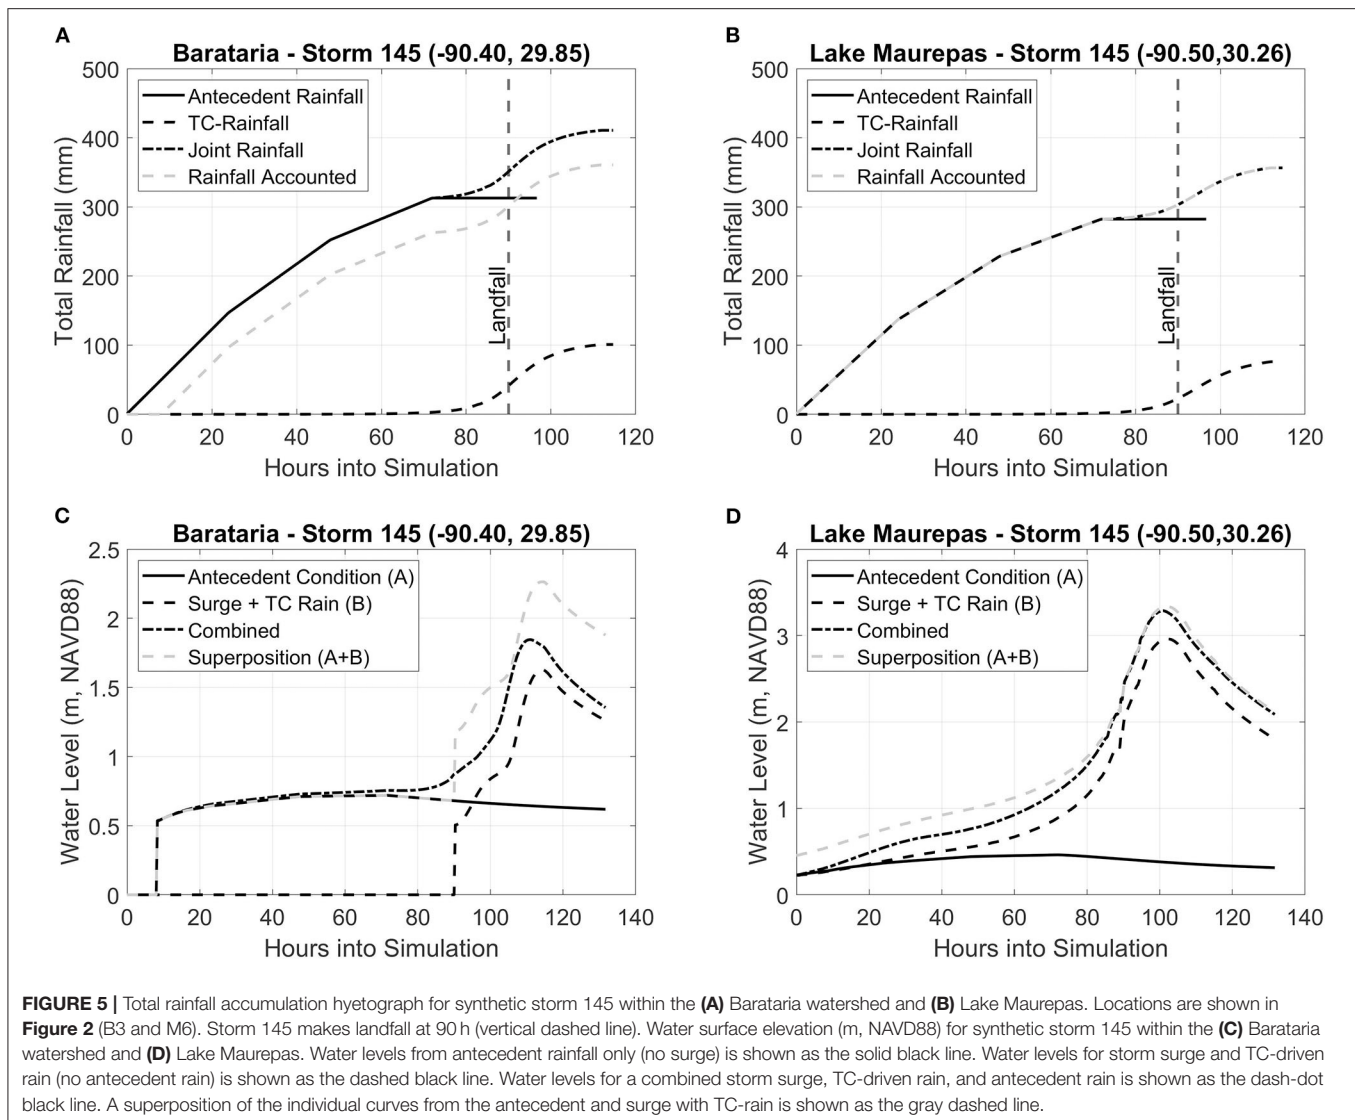 A
Barataria - Storm 145 (-90.40, 29.85)
500
400
300
200
100
0
Total Rainfall (mm)
Antecedent Rainfall
TC-Rainfall
Joint Rainfall
Rainfall Accounted
Landfall
0 20 40 60 80 100 120
Hours into Simulation
B
Lake Maurepas - Storm 145 (-90.50,30.26)
500
400
300
200
100
0
Total Rainfall (mm)
Antecedent Rainfall
TC-Rainfall
Joint Rainfall
Rainfall Accounted
Landfall
0 20 40 60 80 100 120
Hours into Simulation
C
Barataria - Storm 145 (-90.40, 29.85)
2.5
2
1.5
1
0.5
0
Water Level (m, NAVD88)
Antecedent Condition (A)
Surge + TC Rain (B)
Combined
Superposition (A+B)
0 20 40 60 80 100 120 140
Hours into Simulation
D
Lake Maurepas - Storm 145 (-90.50,30.26)
4
3
2
1
0
Water Level (m, NAVD88)
Antecedent Condition (A)
Surge + TC Rain (B)
Combined
Superposition (A+B)
0 20 40 60 80 100 120 140
Hours into Simulation
FIGURE 5 | Total rainfall accumulation hyetograph for synthetic storm 145 within the (A) Barataria watershed and (B) Lake Maurepas. Locations are shown in
Figure 2 (B3 and M6). Storm 145 makes landfall at 90 h (vertical dashed line). Water surface elevation (m, NAVD88) for synthetic storm 145 within the (C) Barataria
watershed and (D) Lake Maurepas. Water levels from antecedent rainfall only (no surge) is shown as the solid black line. Water levels for storm surge and TC-driven
rain (no antecedent rain) is shown as the dashed black line. Water levels for a combined storm surge, TC-driven rain, and antecedent rain is shown as the dash-dot
black line. A superposition of the individual curves from the antecedent and surge with TC-rain is shown as the gray dashed line.